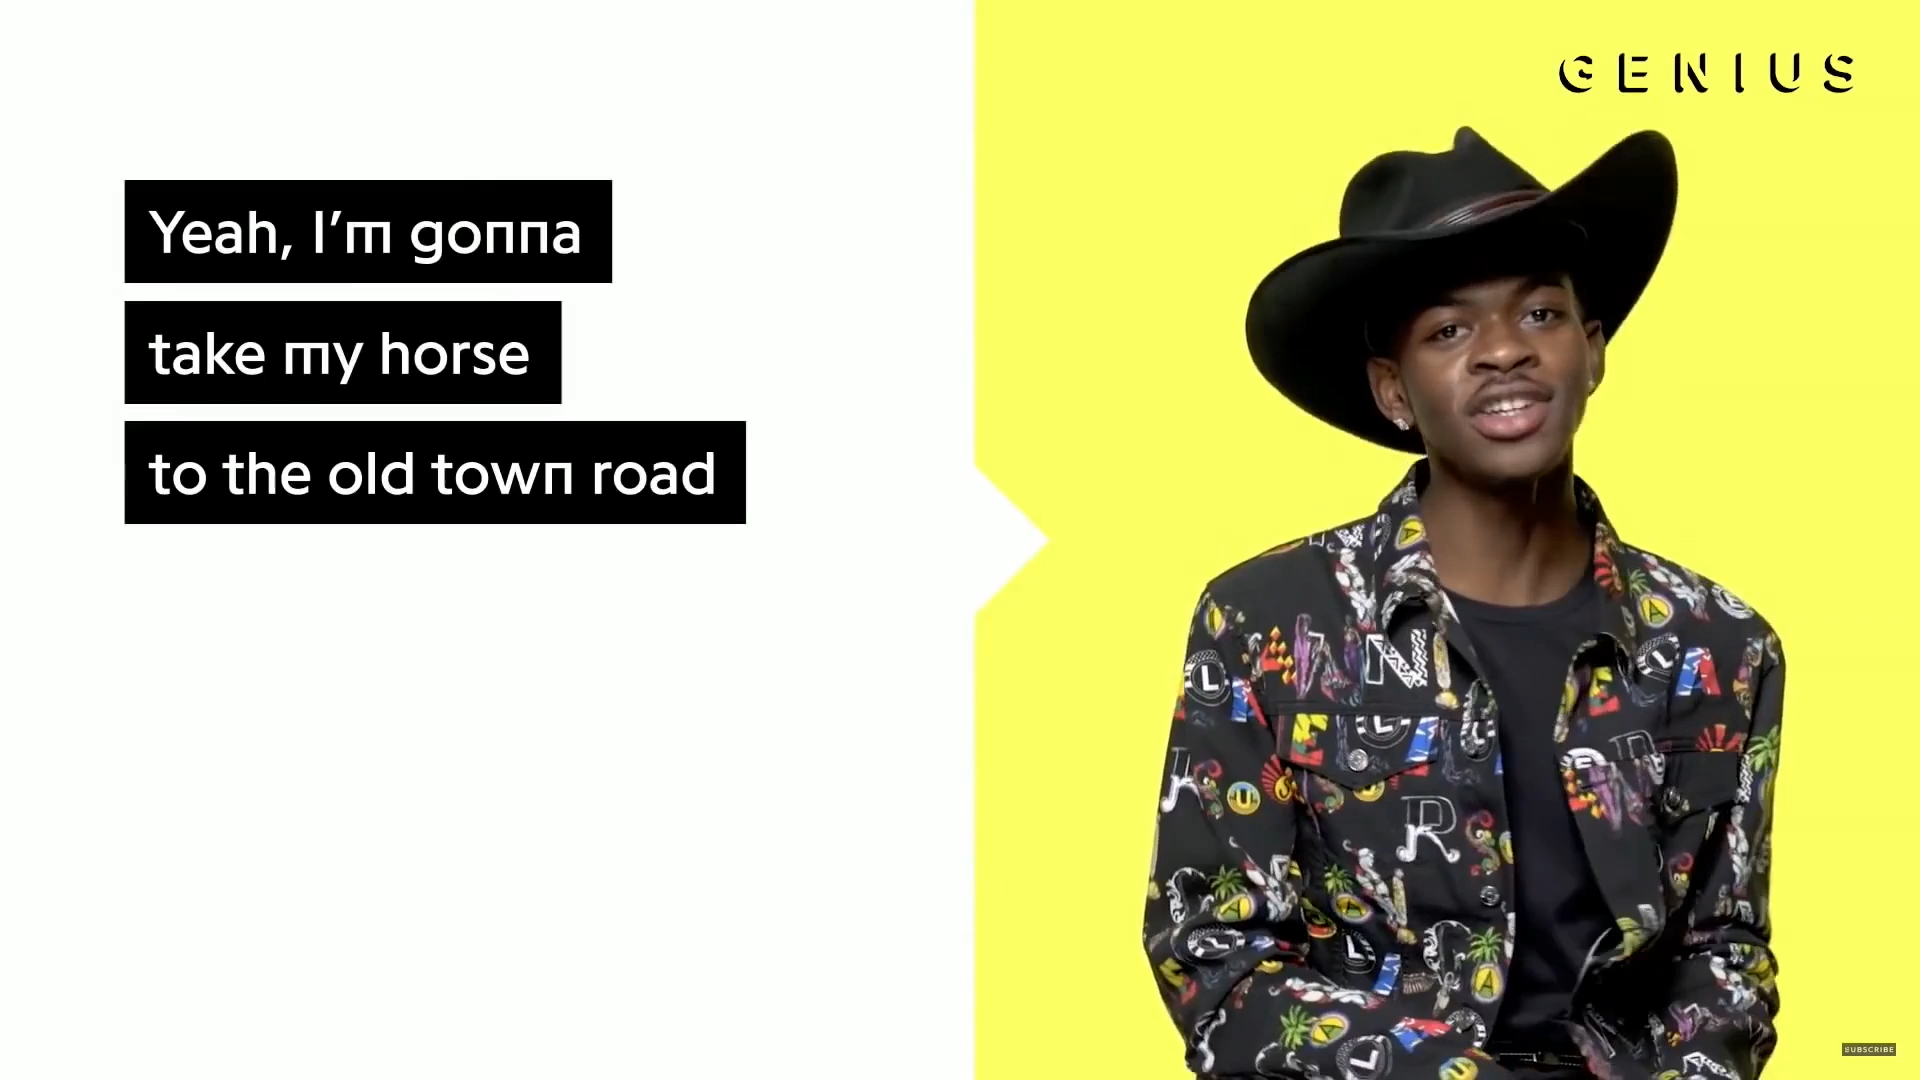 GENIUS
Yeah, I’m gonna
take my horse
to the old town road
SUBSCRIBE